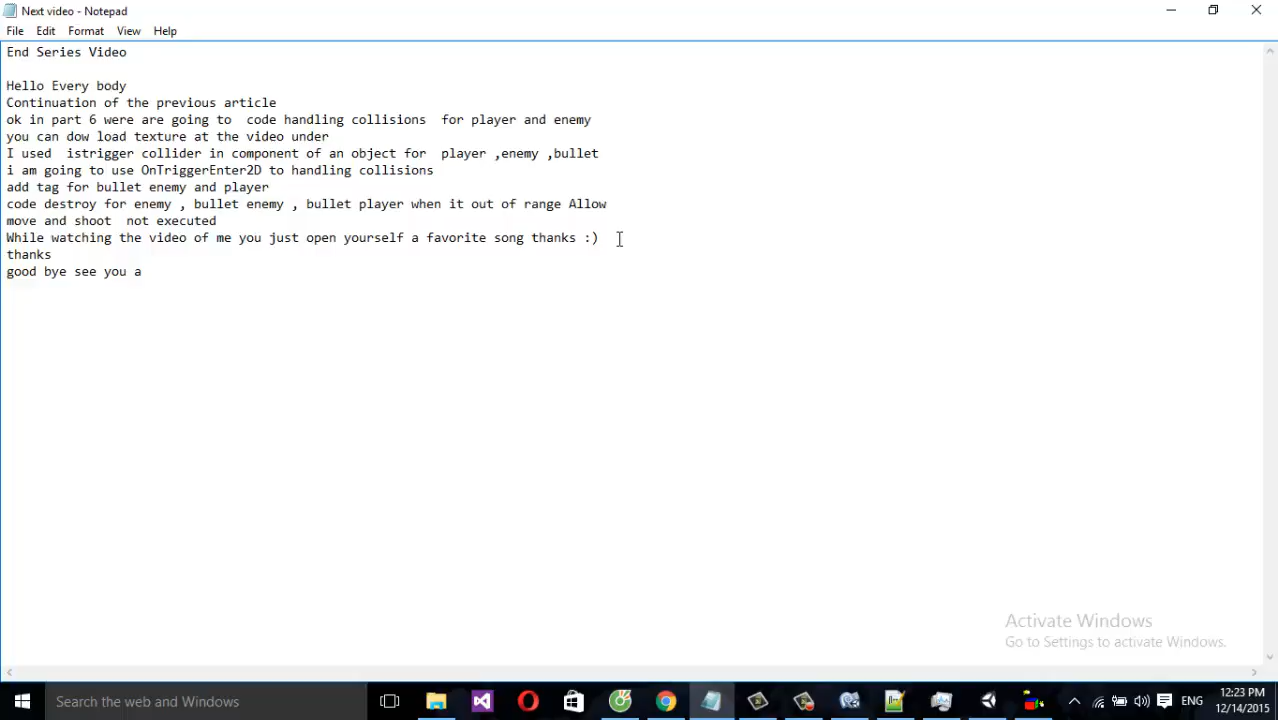 Next video - Notepad
File Edit Format View Help
End Series Video
Hello Every body
Continuation of the previous article
ok in part 6 were are going to  code handling collisions  for player and enemy
you can dow load texture at the video under
I used  istrigger collider in component of an object for  player ,enemy ,bullet
i am going to use OnTriggerEnter2D to handling collisions
add tag for bullet enemy and player
code destroy for enemy , bullet enemy , bullet player when it out of range Allow
move and shoot  not executed
While watching the video of me you just open yourself a favorite song thanks :)
thanks
good bye see you a
Activate Windows
Go to Settings to activate Windows.
Search the web and Windows
ENG
12:23 PM
12/14/2015